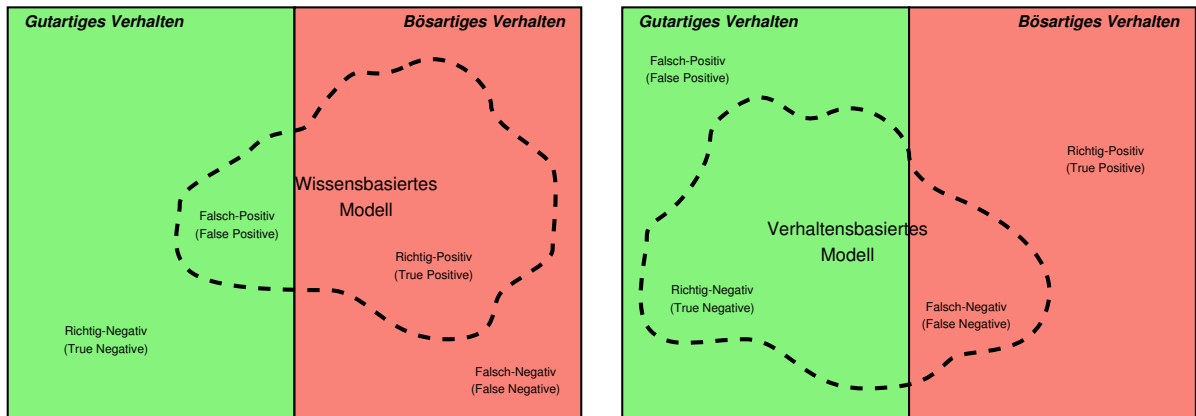 Gutartiges Verhalten
Bösartiges Verhalten
Wissensbasiertes
Modell
Falsch-Positiv
(False Positive)
Richtig-Positiv
(True Positive)
Richtig-Negativ
(True Negative)
Falsch-Negativ
(False Negative)
Gutartiges Verhalten
Bösartiges Verhalten
Falsch-Positiv
(False Positive)
Richtig-Positiv
(True Positive)
Verhaltensbasiertes
Modell
Richtig-Negativ
(True Negative)
Falsch-Negativ
(False Negative)